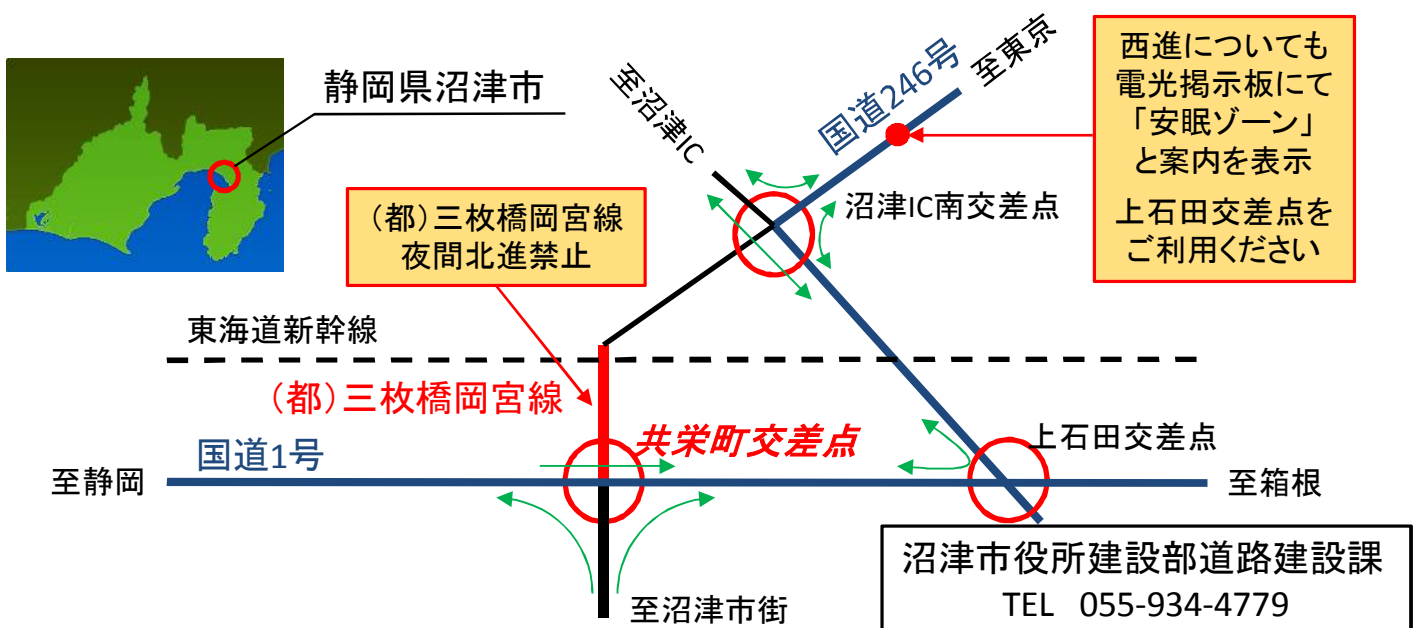 静岡県沼津市
至沼津IC
国道246号
至東京
西進についても
電光掲示板にて
「安眠ゾーン」
と案内を表示
上石田交差点を
ご利用ください
(都)三枚橋岡宮線
夜間北進禁止
沼津IC南交差点
東海道新幹線
(都)三枚橋岡宮線
共栄町交差点
上石田交差点
国道1号
至静岡
至箱根
至沼津市街
沼津市役所建設部道路建設課
TEL 055-934-4779